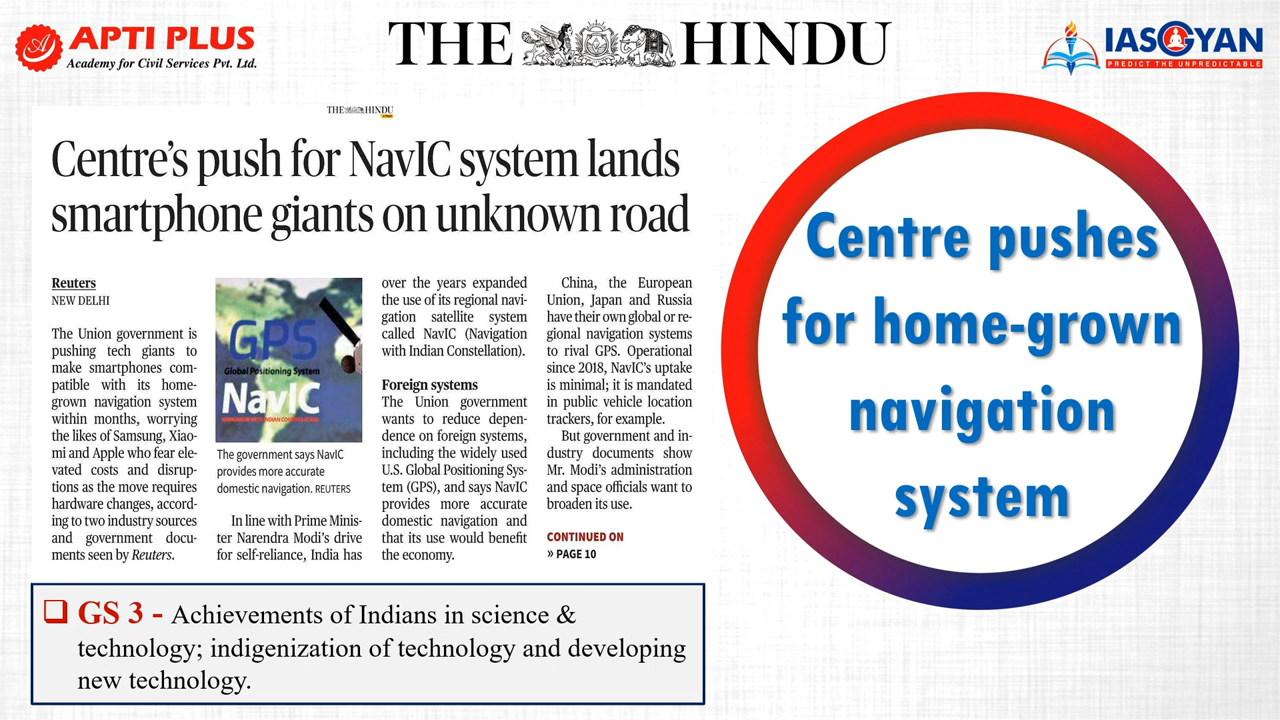 APTI PLUS
Academy for Civil Services Pvt. Ltd.
THE HINDU
IASGYAN
PREDICT THE UNPREDICTABLE
THE HINDU
Centre's push for NavIC system lands
smartphone giants on unknown road
Reuters
NEW DELHI
The Union government is
pushing tech giants to
make smartphones com-
patible with its home-
grown navigation system
within months, worrying
the likes of Samsung, Xiao-
mi and Apple who fear ele-
vated costs and disrup-
tions as the move requires
hardware changes, accord-
ing to two industry sources
and government docu-
ments seen by Reuters.
GPS
Global Positioning System
NavIC
The government says NavIC
provides more accurate
domestic navigation. REUTERS
In line with Prime Minis-
ter Narendra Modi's drive
for self-reliance, India has
over the years expanded
the use of its regional navi-
gation satellite system
called NavIC (Navigation
with Indian Constellation).
Foreign systems
The Union government
wants to reduce depen-
dence on foreign systems,
including the widely used
U.S. Global Positioning Sys-
tem (GPS), and says NavIC
provides more accurate
domestic navigation and
that its use would benefit
the economy.
China, the European
Union, Japan and Russia
have their own global or re-
gional navigation systems
to rival GPS. Operational
since 2018, NavIC's uptake
is minimal; it is mandated
in public vehicle location
trackers, for example.
But government and in-
dustry documents show
Mr. Modi's administration
and space officials want to
broaden its use.
CONTINUED ON
» PAGE 10
Centre pushes
for home-grown
navigation
system
GS 3 - Achievements of Indians in science &
technology; indigenization of technology and developing
new technology.